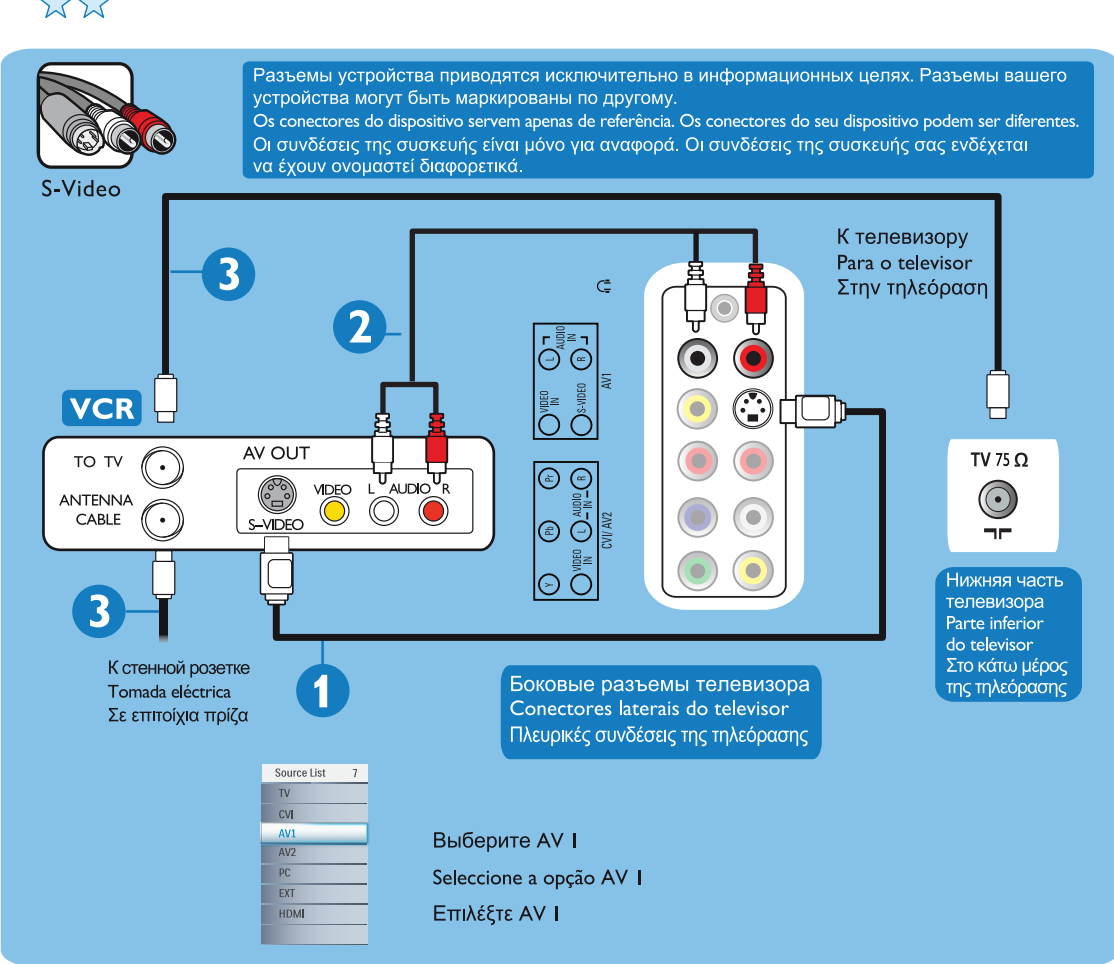 S-Video
Разъемы устройства приводятся исключительно в информационных целях. Разъемы вашего
устройства могут быть маркированы по другому.
Os conectores do dispositivo servem apenas de referência. Os conectores do seu dispositivo podem ser diferentes.
Οι συνδέσεις της συσκευής είναι μόνο για αναφορά. Οι συνδέσεις της συσκευής σας ενδέχεται
να έχουν ονομαστεί διαφορετικά.
К телевизору
Para o televisor
Στην τηλεόραση
3
2
VCR
TO TV
ANTENNA
CABLE
AV OUT
S–VIDEO
VIDEO
L AUDIO R
AUDIO
IN
L
R
VIDEO
IN
S-VIDEO
AV1
Pr
R
Pb
AUDIO
IN
L
Y
VIDEO
IN
CVI/ AV2
TV 75 Ω
Нижняя часть
телевизора
Parte inferior
do televisor
Στο κάτω μέρος
της τηλεόρασης
3
К стенной розетке
Tomada eléctrica
Σε επιτοίχια πρίζα
1
Боковые разъемы телевизора
Conectores laterais do televisor
Πλευρικές συνδέσεις της τηλεόρασης
Source List 7
TV
CVI
AV1
AV2
PC
EXT
HDMI
Выберите AV 1
Seleccione a opção AV 1
Επιλέξτε AV 1